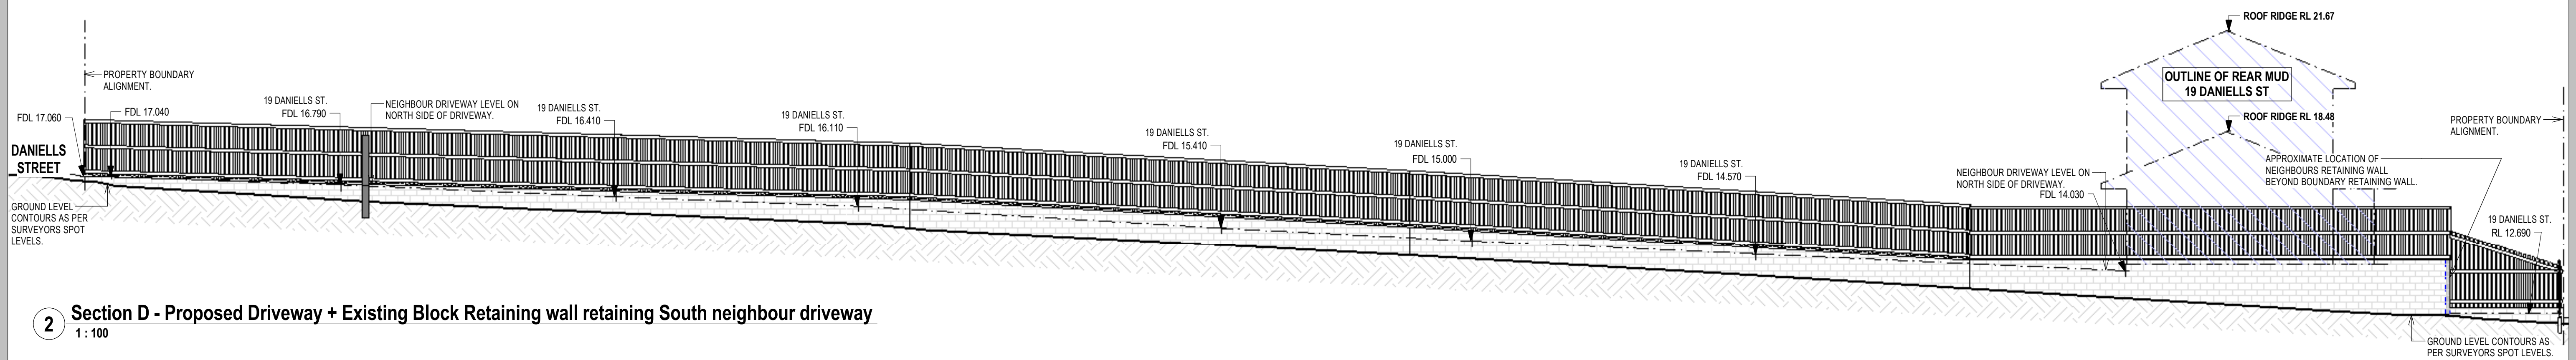 PROPERTY BOUNDARY
ALIGNMENT.
FDL 17.060
FDL 17.040
DANIELLS
STREET
GROUND LEVEL
CONTOURS AS PER
SURVEYORS SPOT
LEVELS.
19 DANIELLS ST.
FDL 16.790
NEIGHBOUR DRIVEWAY LEVEL ON
NORTH SIDE OF DRIVEWAY.
19 DANIELLS ST.
FDL 16.410
19 DANIELLS ST.
FDL 16.110
19 DANIELLS ST.
FDL 15.410
19 DANIELLS ST.
FDL 15.000
19 DANIELLS ST.
FDL 14.570
NEIGHBOUR DRIVEWAY LEVEL ON
NORTH SIDE OF DRIVEWAY.
FDL 14.030
ROOF RIDGE RL 21.67
OUTLINE OF REAR MUD
19 DANIELLS ST
ROOF RIDGE RL 18.48
APPROXIMATE LOCATION OF
NEIGHBOURS RETAINING WALL
BEYOND BOUNDARY RETAINING WALL.
PROPERTY BOUNDARY
ALIGNMENT.
19 DANIELLS ST.
RL 12.690
GROUND LEVEL CONTOURS AS
PER SURVEYORS SPOT LEVELS.
2
Section D - Proposed Driveway + Existing Block Retaining wall retaining South neighbour driveway
1 : 100